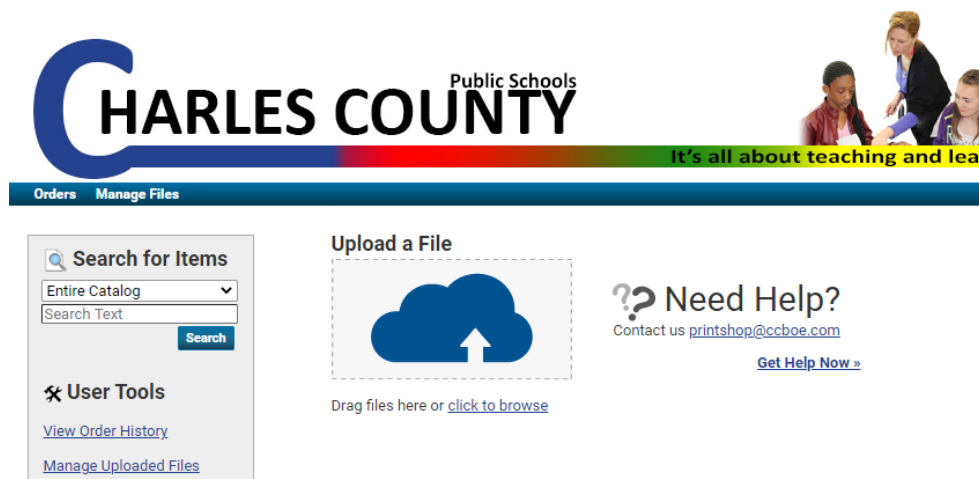 Public Schools
CHARLES COUNTY
It's all about teaching and lea
Orders Manage Files
Search for Items
Entire Catalog
Search Text
Search
User Tools
View Order History
Manage Uploaded Files
Upload a File
Drag files here or click to browse
?? Need Help?
Contact us printshop@ccboe.com
Get Help Now »